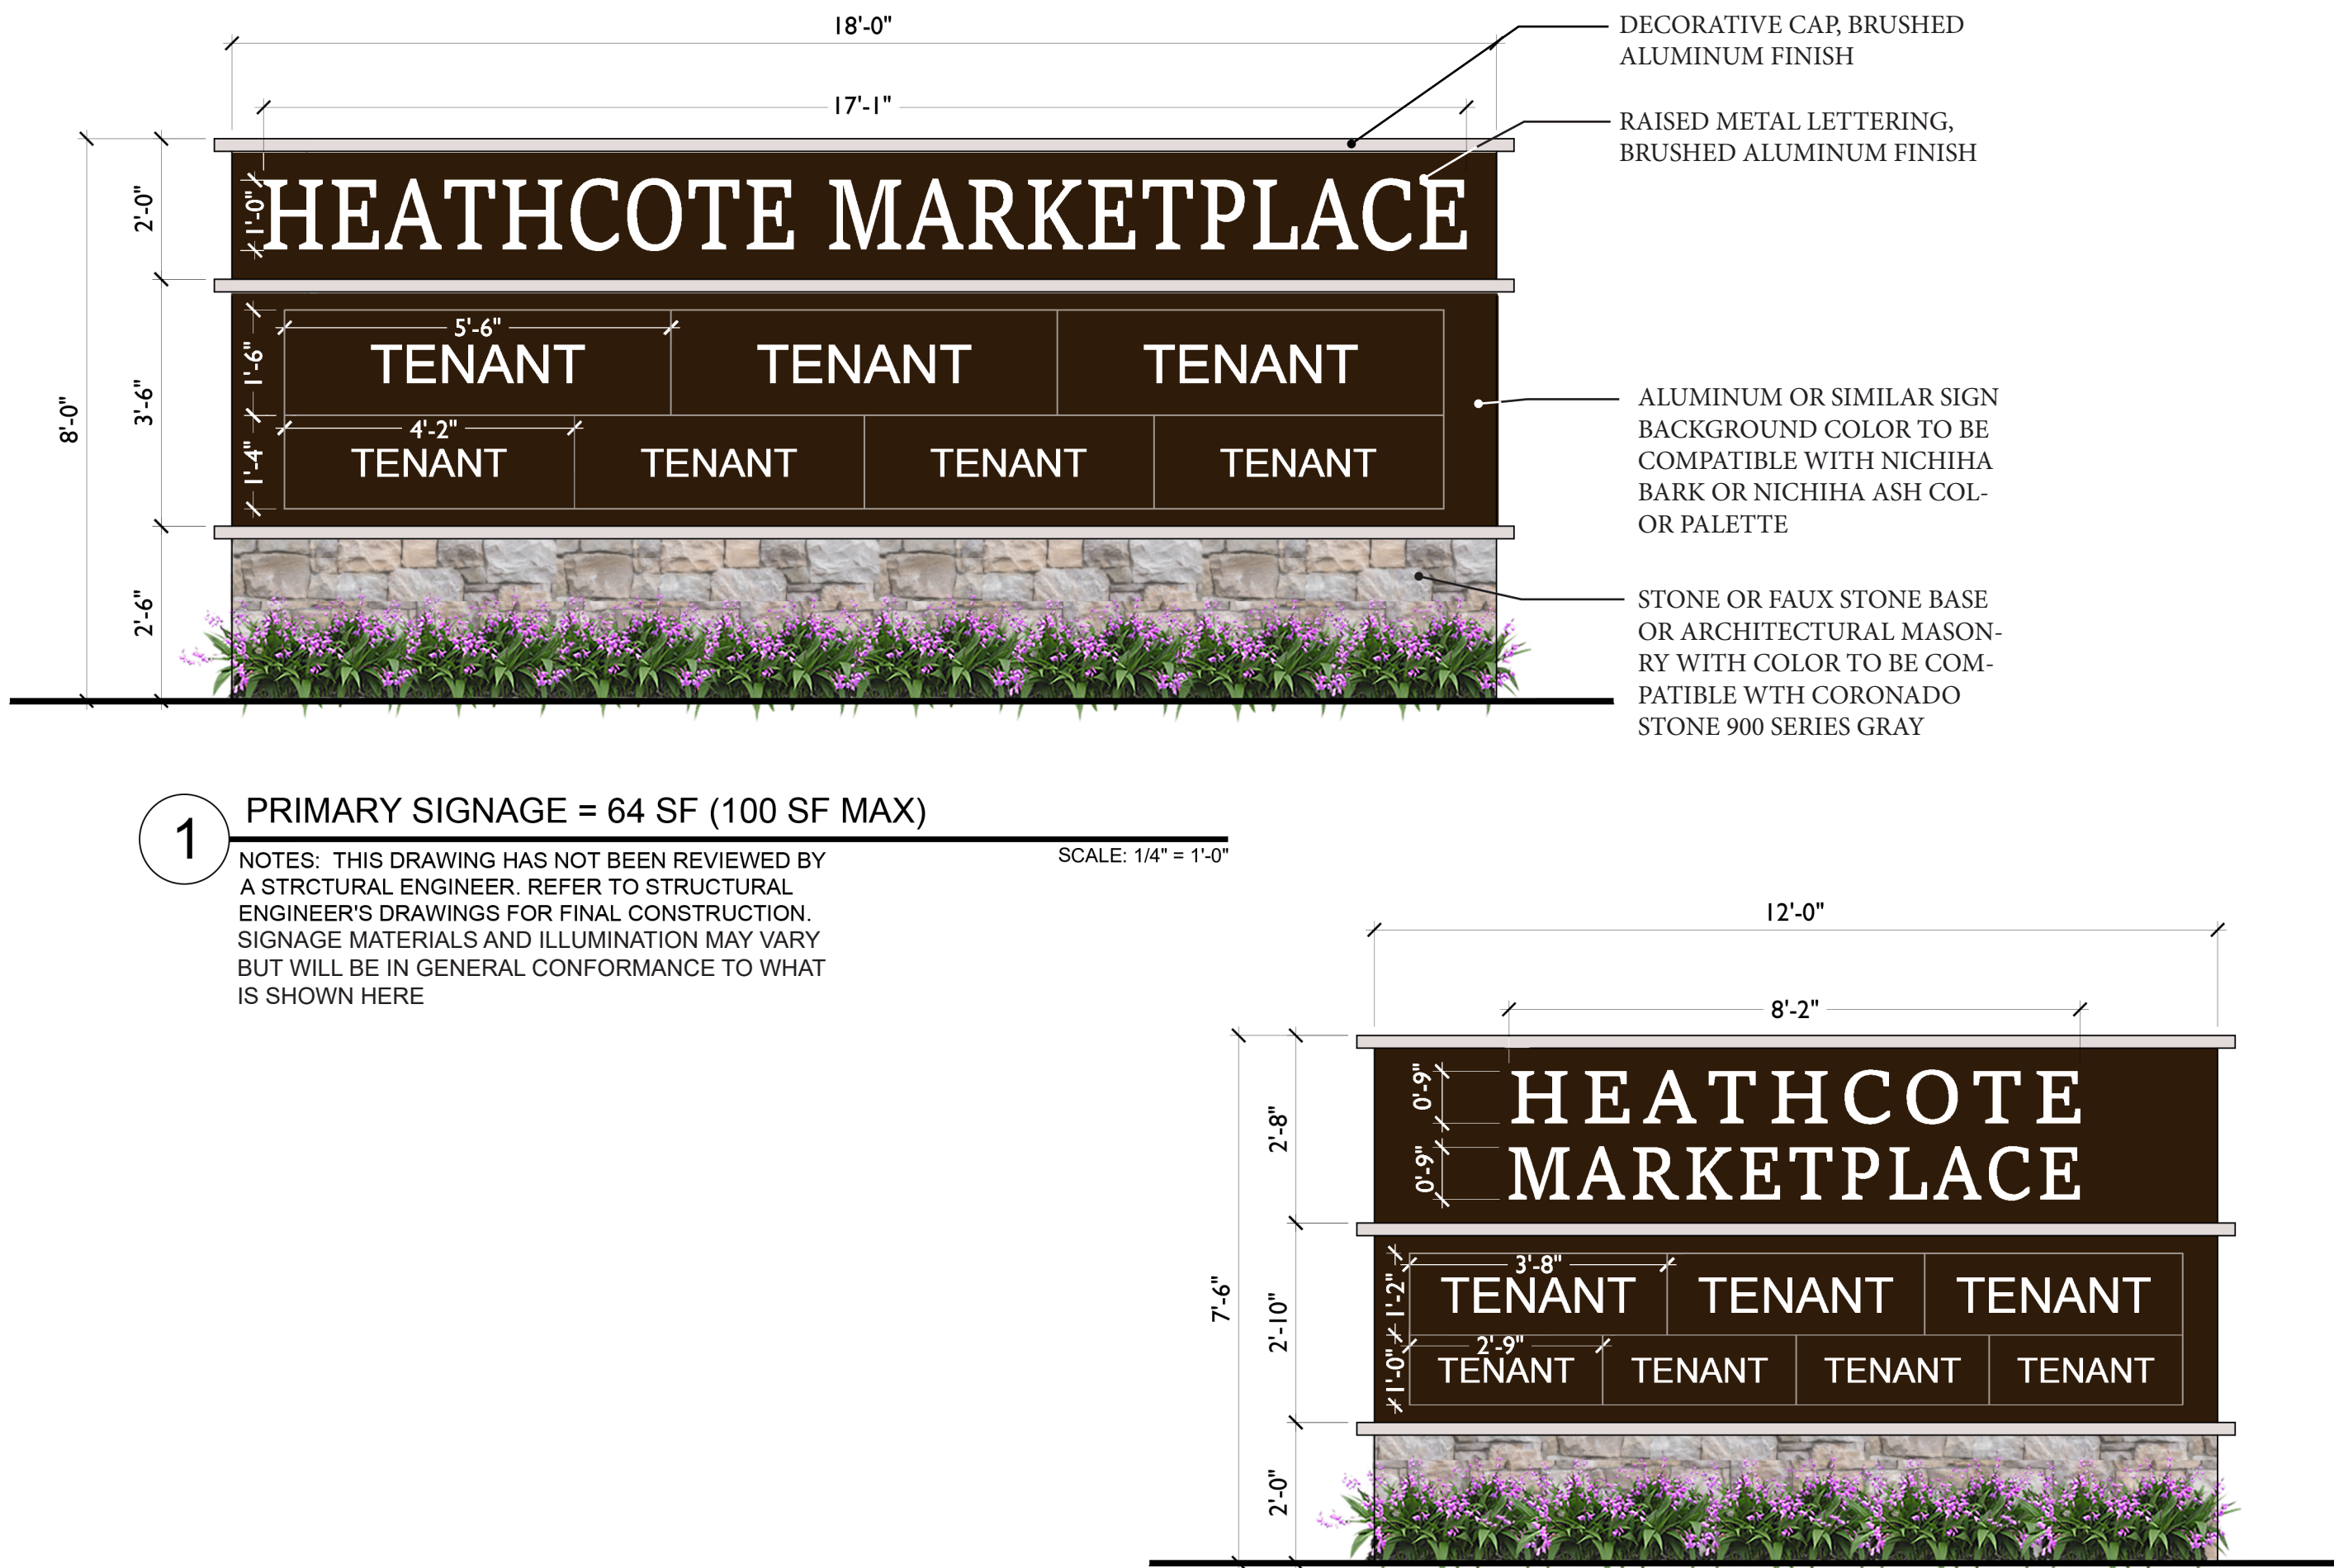 18'-0"
17'-1"
DECORATIVE CAP, BRUSHED
ALUMINUM FINISH
RAISED METAL LETTERING,
BRUSHED ALUMINUM FINISH
8'-0"
2'-0"
1'-0"
HEATHCOTE MARKETPLACE
3'-6"
1'-6"
5'-6"
TENANT TENANT TENANT
1'-4"
4'-2"
TENANT TENANT TENANT TENANT
ALUMINUM OR SIMILAR SIGN
BACKGROUND COLOR TO BE
COMPATIBLE WITH NICHIHA
BARK OR NICHIHA ASH COL-
OR PALETTE
2'-6"
STONE OR FAUX STONE BASE
OR ARCHITECTURAL MASON-
RY WITH COLOR TO BE COM-
PATIBLE WTH CORONADO
STONE 900 SERIES GRAY
1
PRIMARY SIGNAGE = 64 SF (100 SF MAX)
SCALE: 1/4" = 1'-0"
NOTES: THIS DRAWING HAS NOT BEEN REVIEWED BY
A STRCTURAL ENGINEER. REFER TO STRUCTURAL
ENGINEER'S DRAWINGS FOR FINAL CONSTRUCTION.
SIGNAGE MATERIALS AND ILLUMINATION MAY VARY
BUT WILL BE IN GENERAL CONFORMANCE TO WHAT
IS SHOWN HERE
12'-0"
8'-2"
7'-6"
2'-8"
0'-9"
HEATHCOTE
0'-9"
MARKETPLACE
2'-10"
1'-2"
3'-8"
TENANT TENANT TENANT
1'-0"
2'-9"
TENANT TENANT TENANT TENANT
2'-0"